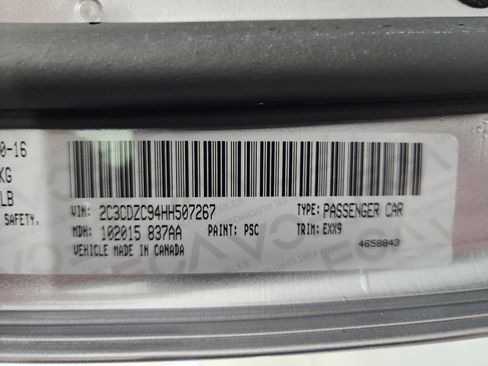 0-16
KG
LB
SAFETY.
VIN: 2C3CDZC94HH507267 TYPE: PASSENGER CAR
MDH: 102015 837AA PAINT: PSC TRIM: EXX9
VEHICLE MADE IN CANADA 4658843